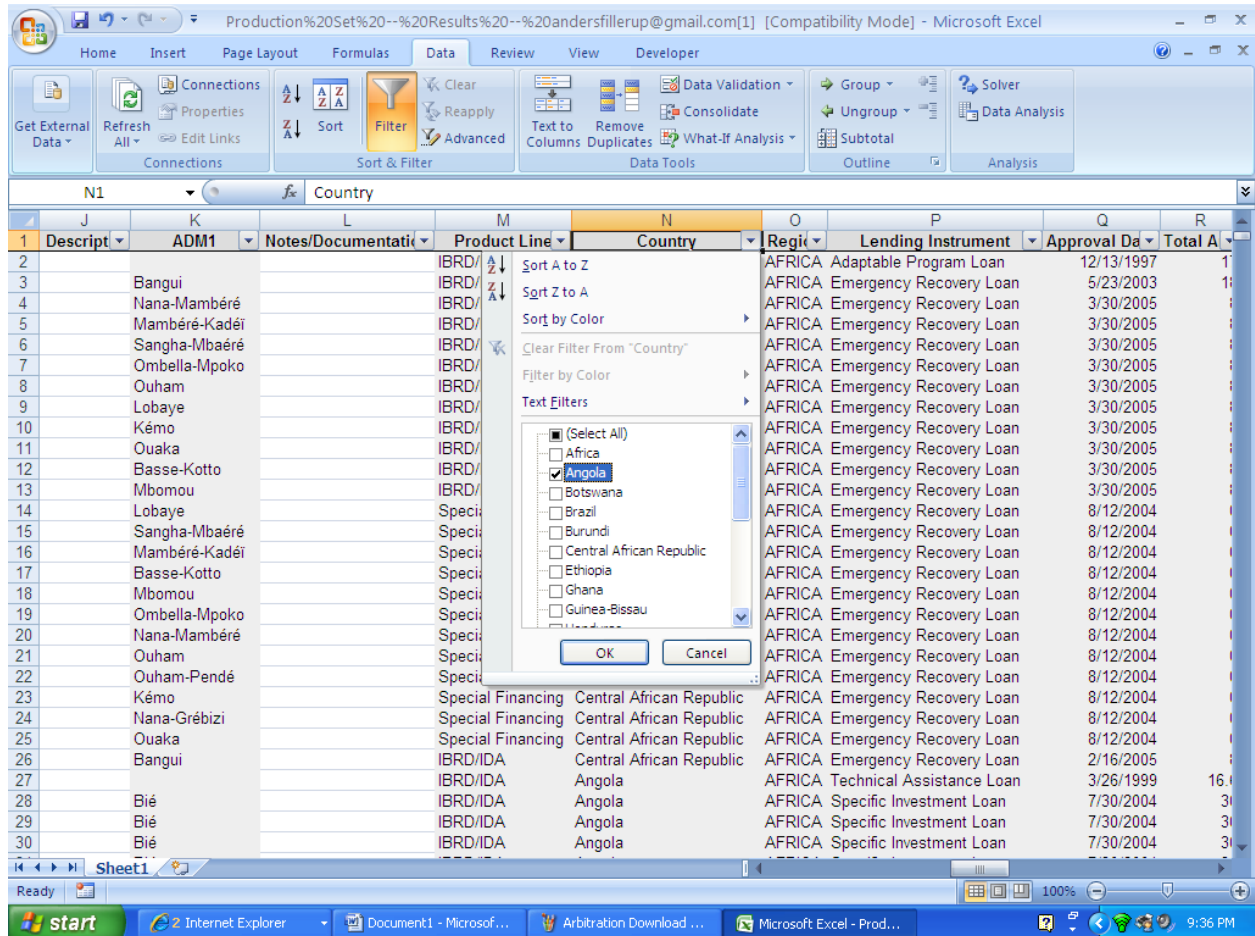 Production%20Set%20--%20Results%20--%20andersfillerup@gmail.com[1] [Compatibility Mode] - Microsoft Excel
Home Insert Page Layout Formulas Data Review View Developer
Get External Data
Refresh All
Connections
Properties
Edit Links
Connections
Sort
Filter
Clear
Reapply
Advanced
Sort & Filter
Text to Columns
Remove Duplicates
Data Validation
Consolidate
What-If Analysis
Data Tools
Group
Ungroup
Subtotal
Outline
Solver
Data Analysis
Analysis
N1 fx Country
J K L M N O P Q R
1 Descript ADM1 Notes/Documentati Product Line Country Regi Lending Instrument Approval Da Total A
2 IBRD/ AFRICA Adaptable Program Loan 12/13/1997
3 Bangui IBRD/ AFRICA Emergency Recovery Loan 5/23/2003
4 Nana-Mambéré IBRD/ AFRICA Emergency Recovery Loan 3/30/2005
5 Mambéré-Kadéï IBRD/ AFRICA Emergency Recovery Loan 3/30/2005
6 Sangha-Mbaéré IBRD/ AFRICA Emergency Recovery Loan 3/30/2005
7 Ombella-Mpoko IBRD/ AFRICA Emergency Recovery Loan 3/30/2005
8 Ouham IBRD/ AFRICA Emergency Recovery Loan 3/30/2005
9 Lobaye IBRD/ AFRICA Emergency Recovery Loan 3/30/2005
10 Kémo IBRD/ AFRICA Emergency Recovery Loan 3/30/2005
11 Ouaka IBRD/ AFRICA Emergency Recovery Loan 3/30/2005
12 Basse-Kotto IBRD/ AFRICA Emergency Recovery Loan 3/30/2005
13 Mbomou IBRD/ AFRICA Emergency Recovery Loan 3/30/2005
14 Lobaye Speci AFRICA Emergency Recovery Loan 8/12/2004
15 Sangha-Mbaéré Speci AFRICA Emergency Recovery Loan 8/12/2004
16 Mambéré-Kadéï Speci AFRICA Emergency Recovery Loan 8/12/2004
17 Basse-Kotto Speci AFRICA Emergency Recovery Loan 8/12/2004
18 Mbomou Speci AFRICA Emergency Recovery Loan 8/12/2004
19 Ombella-Mpoko Speci AFRICA Emergency Recovery Loan 8/12/2004
20 Nana-Mambéré Speci AFRICA Emergency Recovery Loan 8/12/2004
21 Ouham Speci AFRICA Emergency Recovery Loan 8/12/2004
22 Ouham-Pendé Speci AFRICA Emergency Recovery Loan 8/12/2004
23 Kémo Special Financing Central African Republic AFRICA Emergency Recovery Loan 8/12/2004
24 Nana-Grébizi Special Financing Central African Republic AFRICA Emergency Recovery Loan 8/12/2004
25 Ouaka Special Financing Central African Republic AFRICA Emergency Recovery Loan 8/12/2004
26 Bangui IBRD/IDA Central African Republic AFRICA Emergency Recovery Loan 2/16/2005
27 IBRD/IDA Angola AFRICA Technical Assistance Loan 3/26/1999 16.
28 Bié IBRD/IDA Angola AFRICA Specific Investment Loan 7/30/2004
29 Bié IBRD/IDA Angola AFRICA Specific Investment Loan 7/30/2004
30 Bié IBRD/IDA Angola AFRICA Specific Investment Loan 7/30/2004
Sort A to Z
Sort Z to A
Sort by Color
Clear Filter From "Country"
Filter by Color
Text Filters
(Select All)
Africa
Angola
Botswana
Brazil
Burundi
Central African Republic
Ethiopia
Ghana
Guinea-Bissau
OK Cancel
Sheet1
Ready 100%
start 2 Internet Explorer Document1 - Microsof... Arbitration Download ... Microsoft Excel - Prod... 9:36 PM